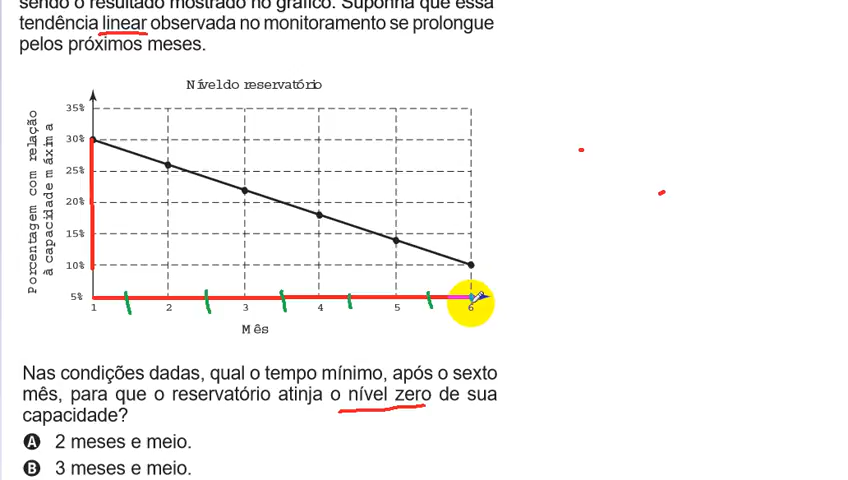 sendo o resultado mostrado no gráfico. Suponha que essa
tendência linear observada no monitoramento se prolongue
pelos próximos meses.
Nível do reservatório
Porcentagem com relação
à capacidade máxima
35%
30%
25%
20%
15%
10%
5%
1 2 3 4 5 6
Mês
Nas condições dadas, qual o tempo mínimo, após o sexto
mês, para que o reservatório atinja o nível zero de sua
capacidade?
A 2 meses e meio.
B 3 meses e meio.